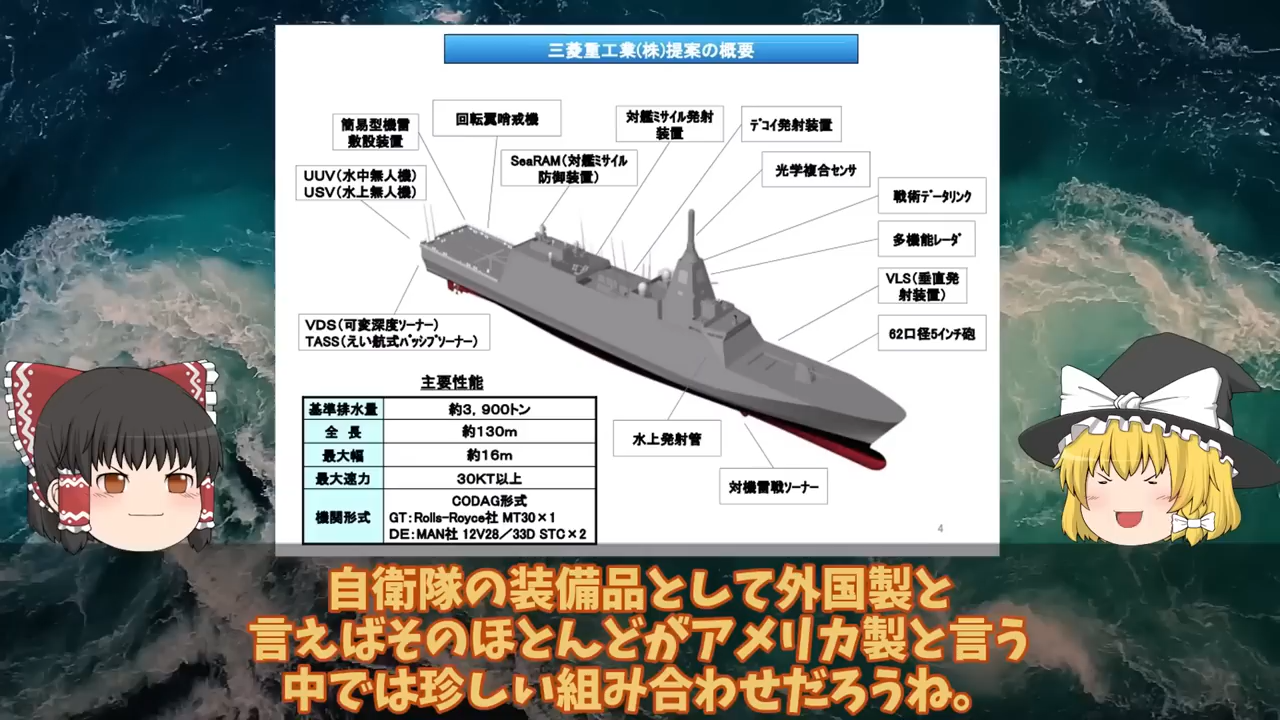 三菱重工業(株)提案の概要
簡易型機雷
敷設装置
回転翼哨戒機
対艦ﾐｻｲﾙ発射
装置
ﾃﾞｺｲ発射装置
SeaRAM(対艦ﾐｻｲﾙ
防御装置)
光学複合ｾﾝｻ
UUV(水中無人機)
USV(水上無人機)
戦術ﾃﾞｰﾀﾘﾝｸ
多機能ﾚｰﾀﾞ
VLS(垂直発
射装置)
62口径5ｲﾝﾁ砲
VDS(可変深度ｿｰﾅｰ)
TASS(えい航式ﾊﾟｯｼﾌﾞｿｰﾅｰ)
水上発射管
対機雷戦ｿｰﾅｰ
主要性能
基準排水量 約3,900トン
全 長 約130m
最大幅 約16m
最大速力 30KT以上
機関形式 CODAG形式
GT:Rolls-Royce社 MT30×1
DE:MAN社 12V28/33D STC×2
4
自衛隊の装備品として外国製と
言えばそのほとんどがアメリカ製と言う
中では珍しい組み合わせだろうね。